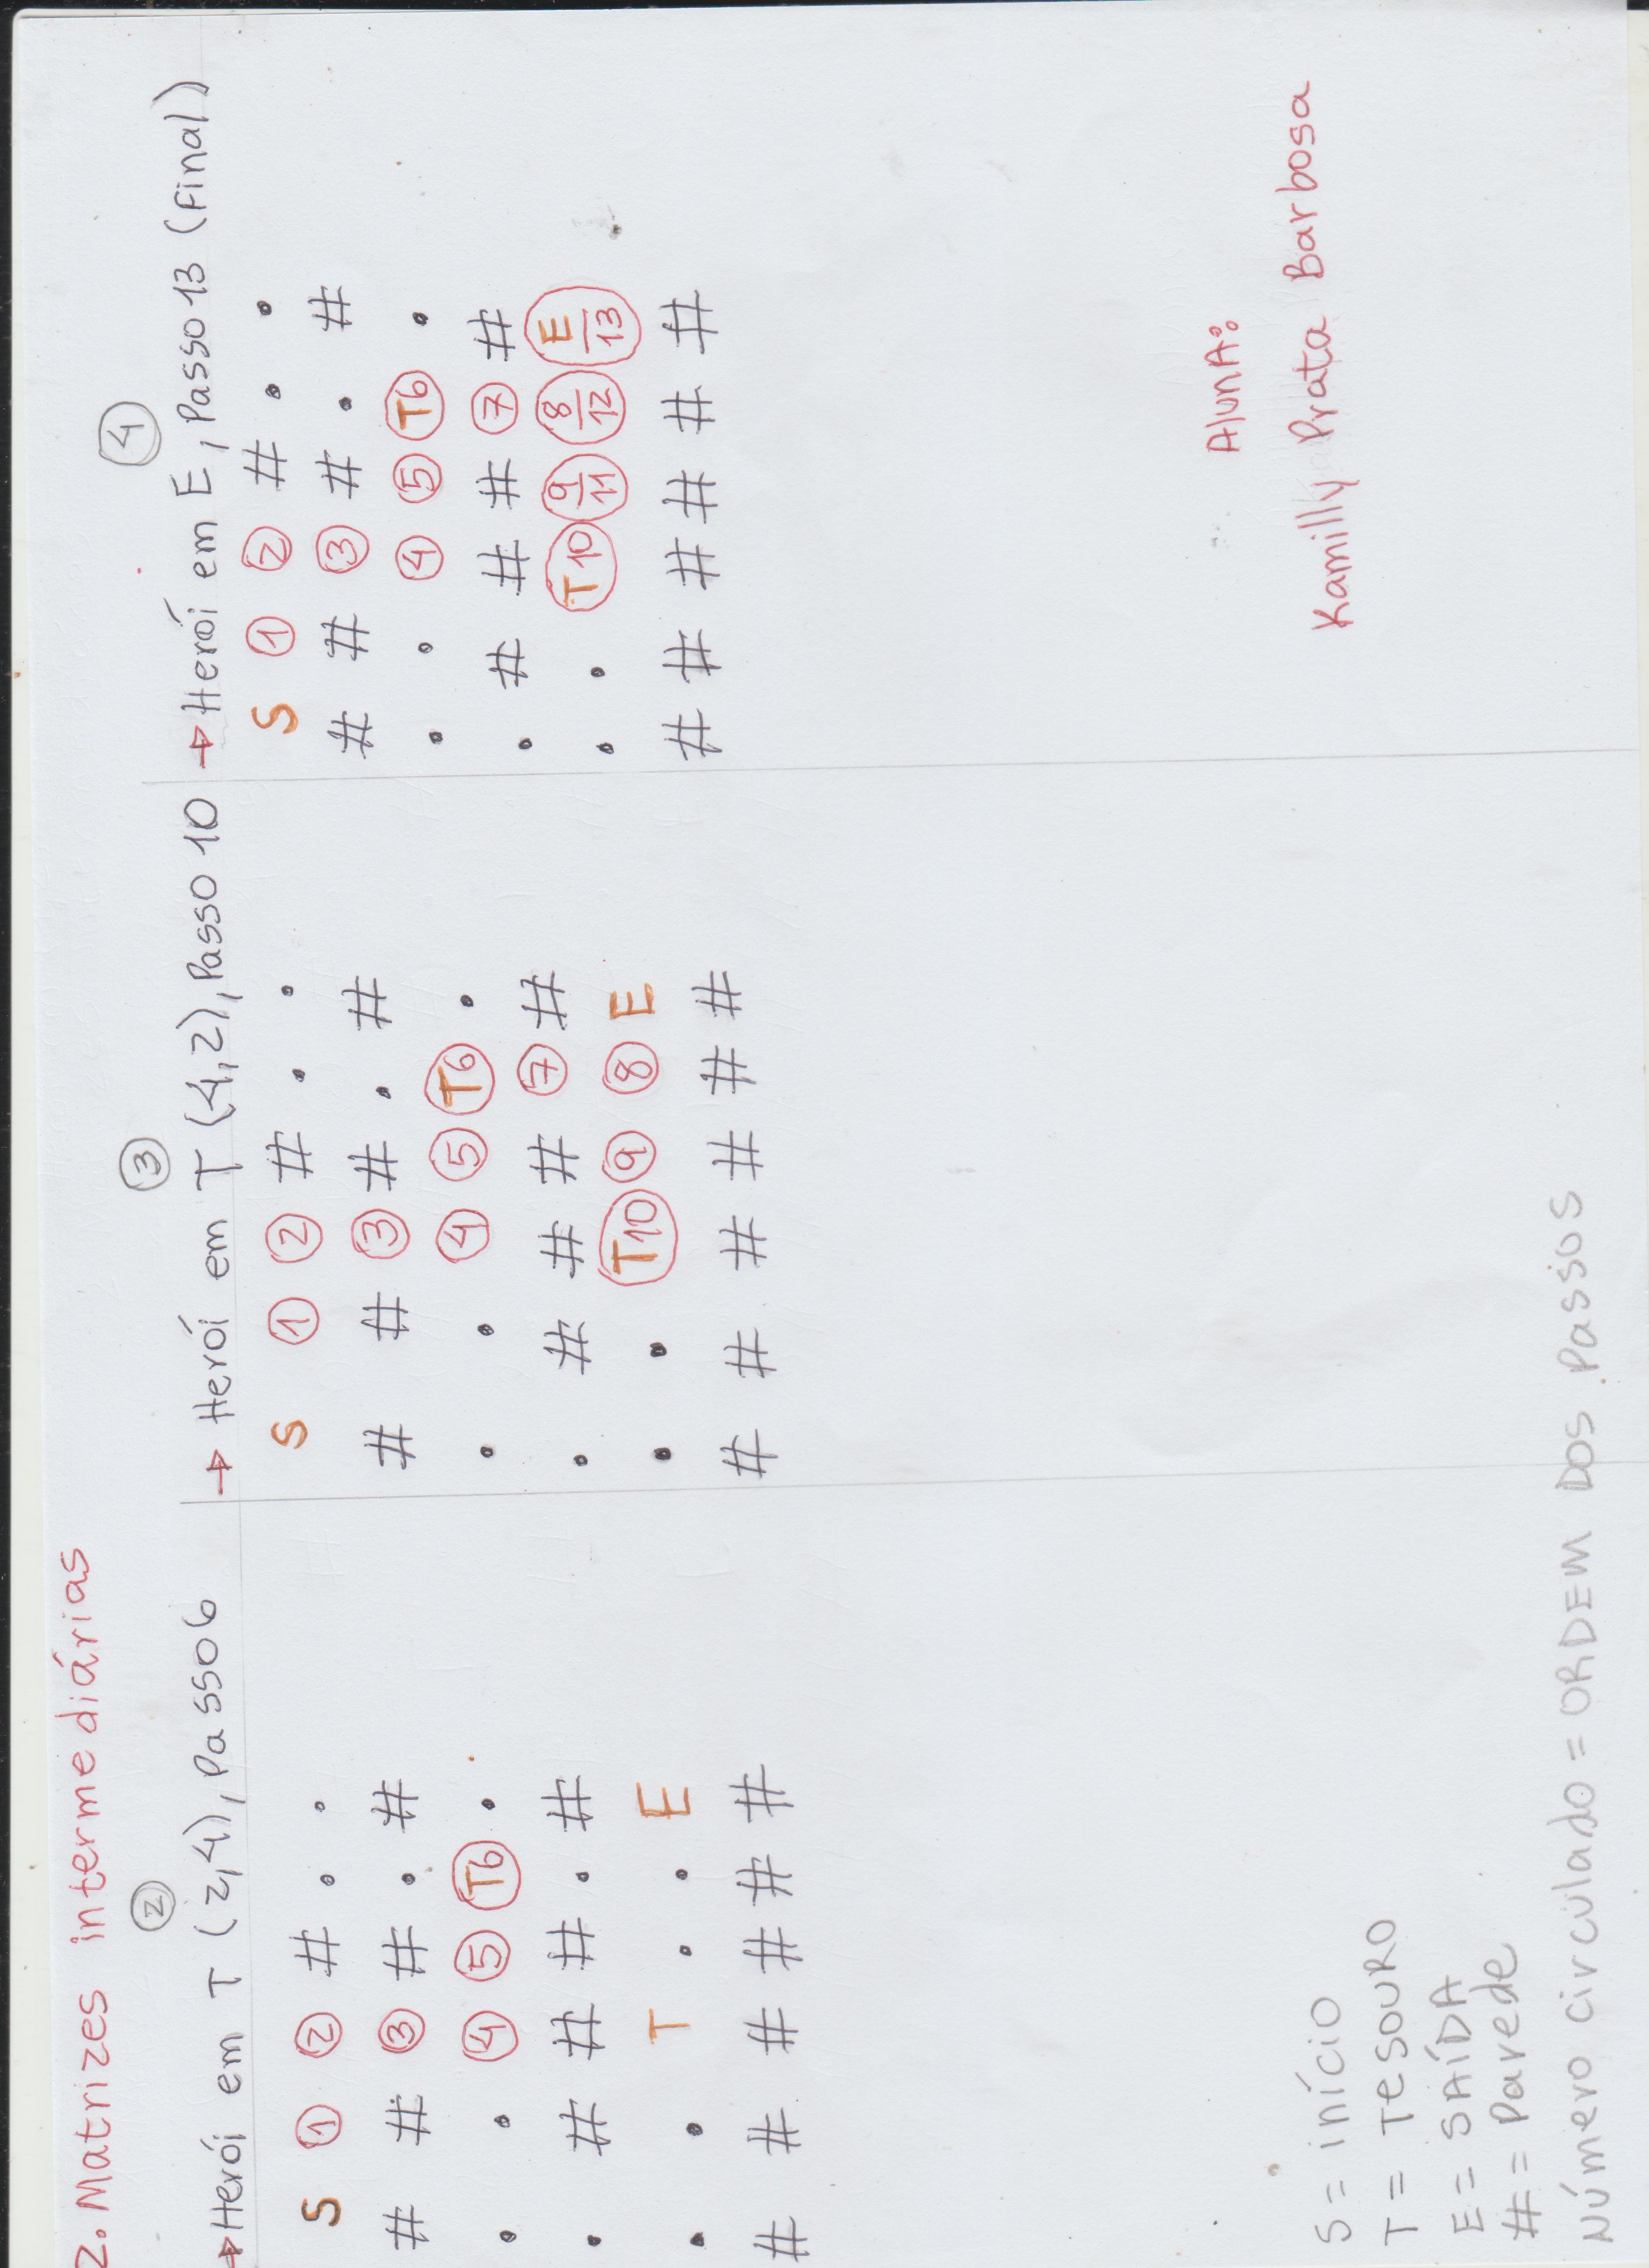 2. Matrizes intermediárias
②
→ Herói em T (2,4), Passo 6
S ① ② # . .
# # ③ # . #
. . ④ ⑤ (T6) .
. # # # . #
. . T . . E
# # # # # #
③
→ Herói em T (4,2), Passo 10
S ① ② # . .
# # ③ # . #
. . ④ ⑤ (T6) .
. # # # ⑦ #
. . (T10) ⑨ ⑧ E
# # # # # #
④
→ Herói em E, Passo 13 (Final)
S ① ② # . .
# # ③ # . #
. . ④ ⑤ (T6) .
. # # # ⑦ #
. . (T10) (9/11) (8/12) (E/13)
# # # # # #
S = início
T = Tesouro
E = SAÍDA
# = Parede
Número circulado = ORDEM DOS PASSOS
AlunA:
Kamilly Prata Barbosa